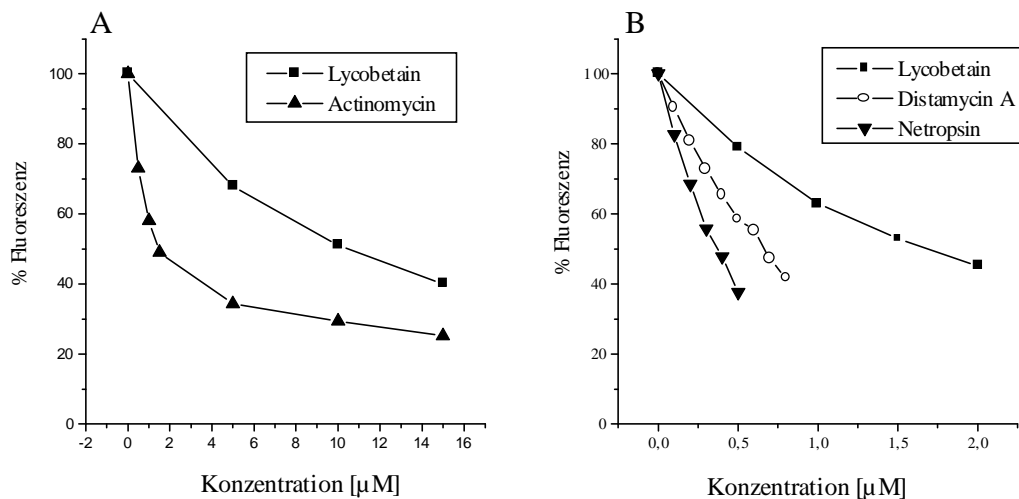 A
Lycobetain
Actinomycin
% Fluoreszenz
100
80
60
40
20
0
-2 0 2 4 6 8 10 12 14 16
Konzentration [µM]
B
Lycobetain
Distamycin A
Netropsin
% Fluoreszenz
100
80
60
40
20
0
0,0 0,5 1,0 1,5 2,0
Konzentration [µM]